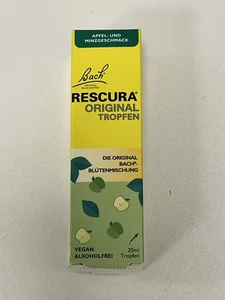 APFEL- UND
MINZGESCHMACK
Bach
RESCURA®
ORIGINAL
TROPFEN
DIE ORIGINAL
BACH®-
BLÜTENMISCHUNG
VEGAN
ALKOHOLFREI
20ml
Tropfen